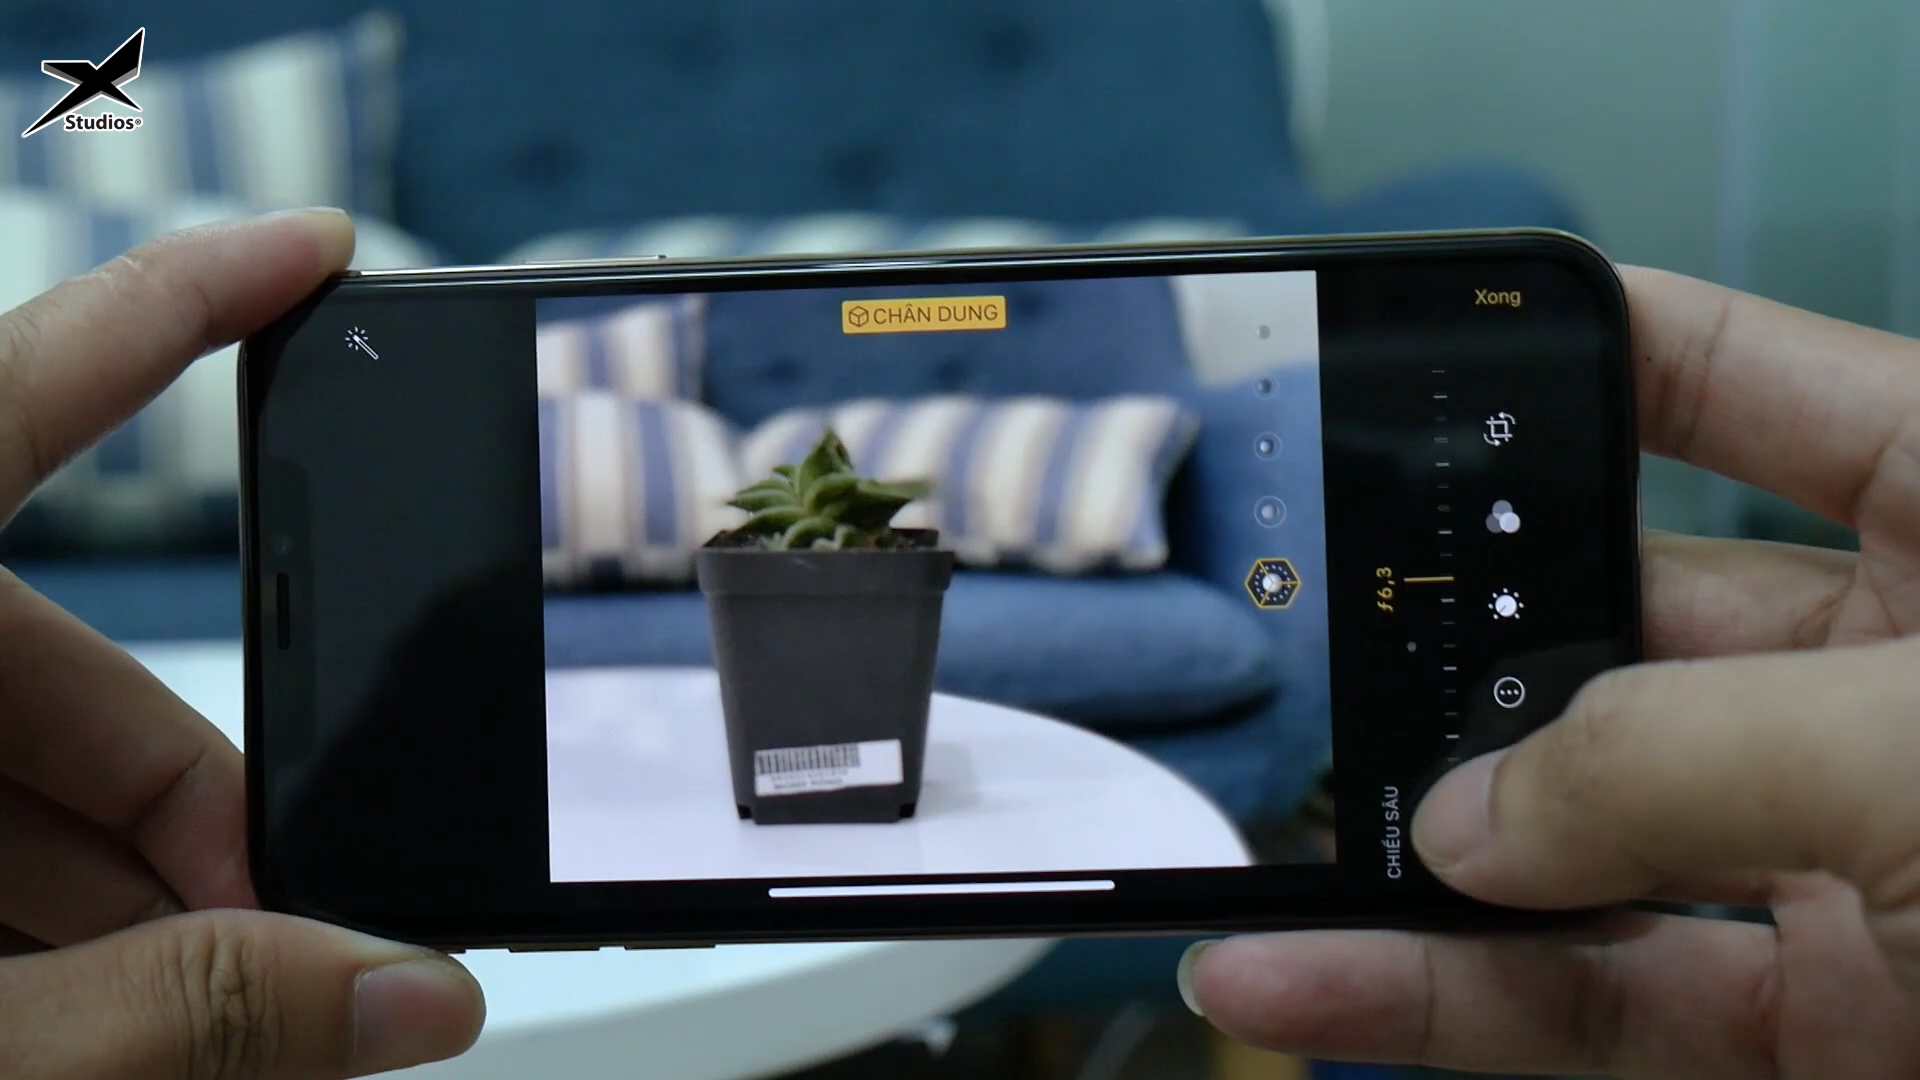 Studios®
CHÂN DUNG
Xong
ƒ6,3
CHIỀU SÂU